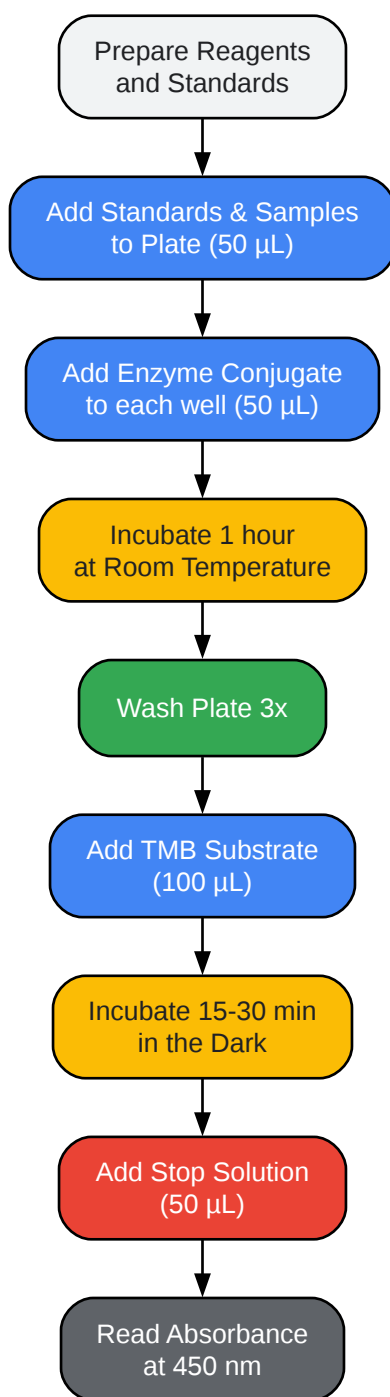 Prepare Reagents
and Standards
Add Standards & Samples
to Plate (50 µL)
Add Enzyme Conjugate
to each well (50 µL)
Incubate 1 hour
at Room Temperature
Wash Plate 3x
Add TMB Substrate
(100 µL)
Incubate 15-30 min
in the Dark
Add Stop Solution
(50 µL)
Read Absorbance
at 450 nm